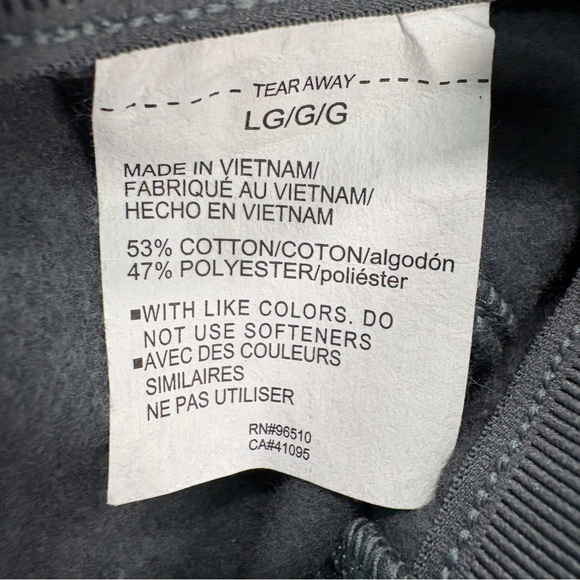 TEAR AWAY
LG/G/G
MADE IN VIETNAM/
FABRIQUÉ AU VIETNAM/
HECHO EN VIETNAM
53% COTTON/COTON/algodón
47% POLYESTER/poliéster
■WITH LIKE COLORS. DO
NOT USE SOFTENERS
■AVEC DES COULEURS
SIMILAIRES
NE PAS UTILISER
RN#96510
CA#41095